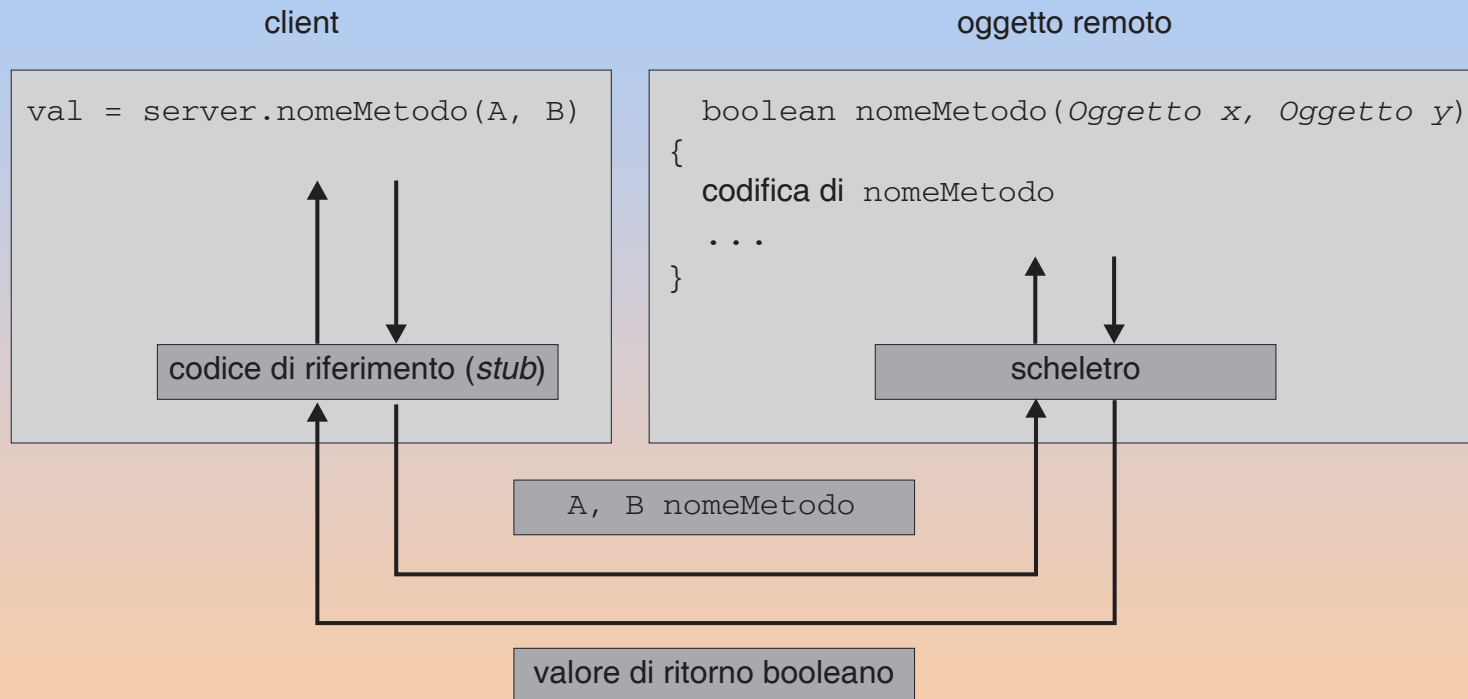 client
oggetto remoto
val = server.nomeMetodo(A, B)
boolean nomeMetodo(Oggetto x, Oggetto y)
{
codifica di nomeMetodo
...
}
codice di riferimento (stub)
scheletro
A, B nomeMetodo
valore di ritorno booleano